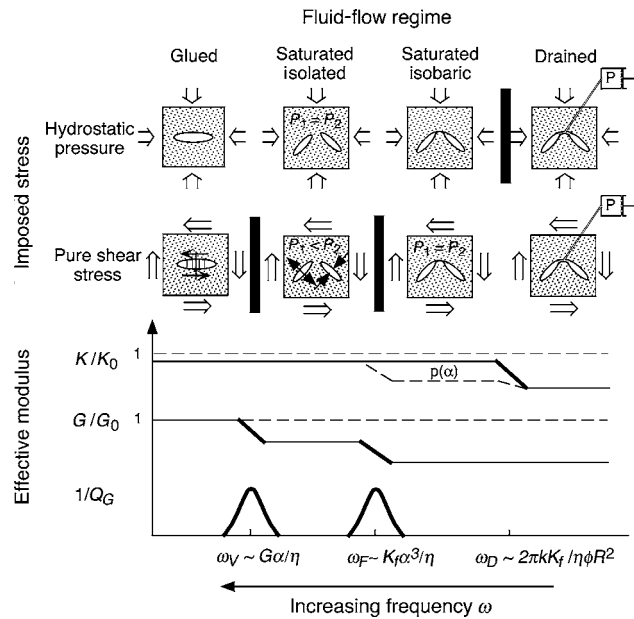 Fluid-flow regime
Glued
Saturated isolated
Saturated isobaric
Drained
P
Imposed stress
Hydrostatic pressure
P₁ = P₂
Pure shear stress
P₁ < P₂
P₁ = P₂
P
Effective modulus
K/K₀
1
p(α)
G/G₀
1
1/Q_G
ω_V ~ Gα/η
ω_F ~ K_fα³/η
ω_D ~ 2πkK_f/ηϕR²
Increasing frequency ω